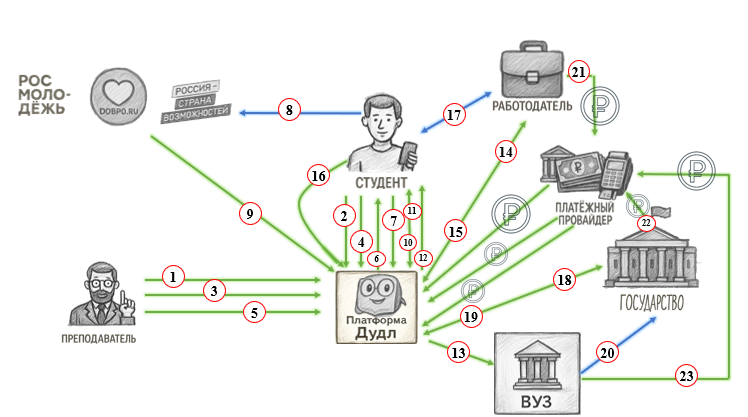 РОС
МОЛО-
ДЁЖЬ
DOBPO.RU
РОССИЯ –
СТРАНА
ВОЗМОЖНОСТЕЙ
8
17
21
РАБОТОДАТЕЛЬ
₽
14
16
СТУДЕНТ
₽
ПЛАТЁЖНЫЙ
ПРОВАЙДЕР
₽
22
9
2
4
6
7
11
10
12
15
₽
₽
₽
1
3
5
ПРЕПОДАВАТЕЛЬ
Платформа
Дудл
18
19
ГОСУДАРСТВО
13
20
23
ВУЗ